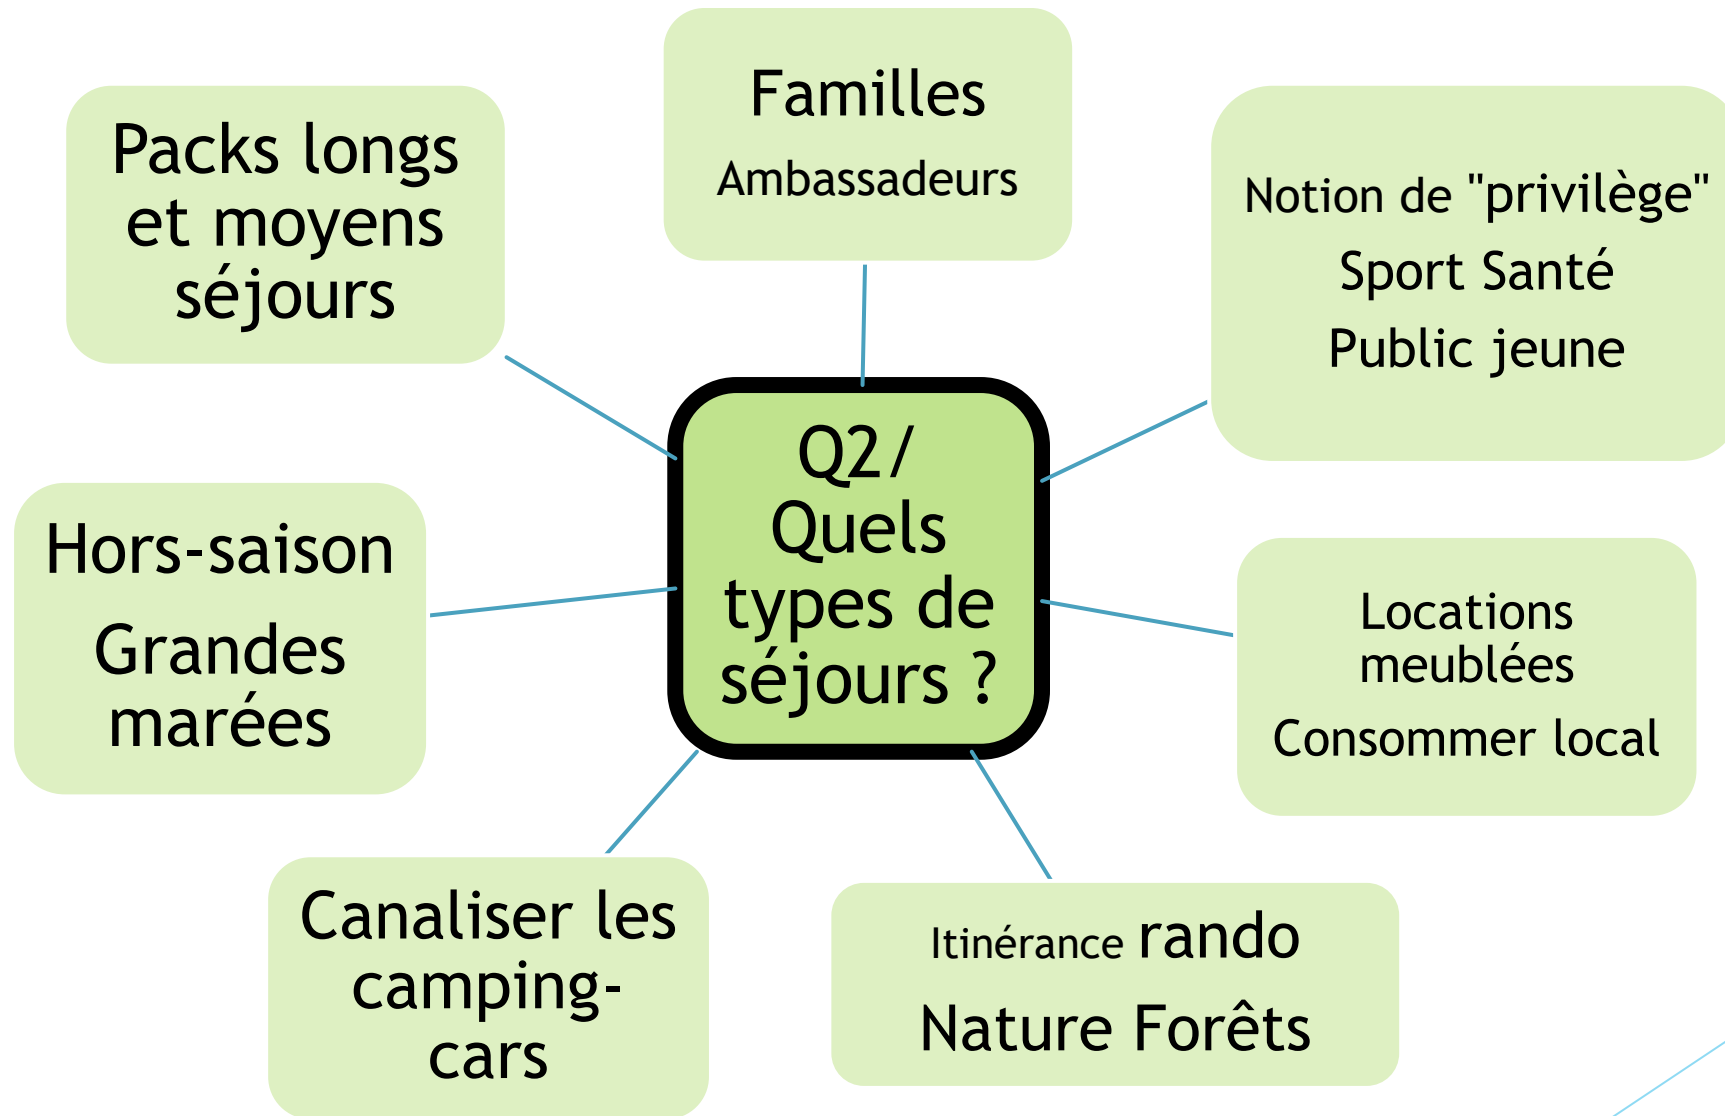 Familles
Ambassadeurs
Packs longs
et moyens
séjours
Notion de "privilège"
Sport Santé
Public jeune
Q2/
Quels
types de
séjours ?
Hors-saison
Grandes
marées
Locations
meublées
Consommer local
Canaliser les
camping-
cars
Itinérance rando
Nature Forêts